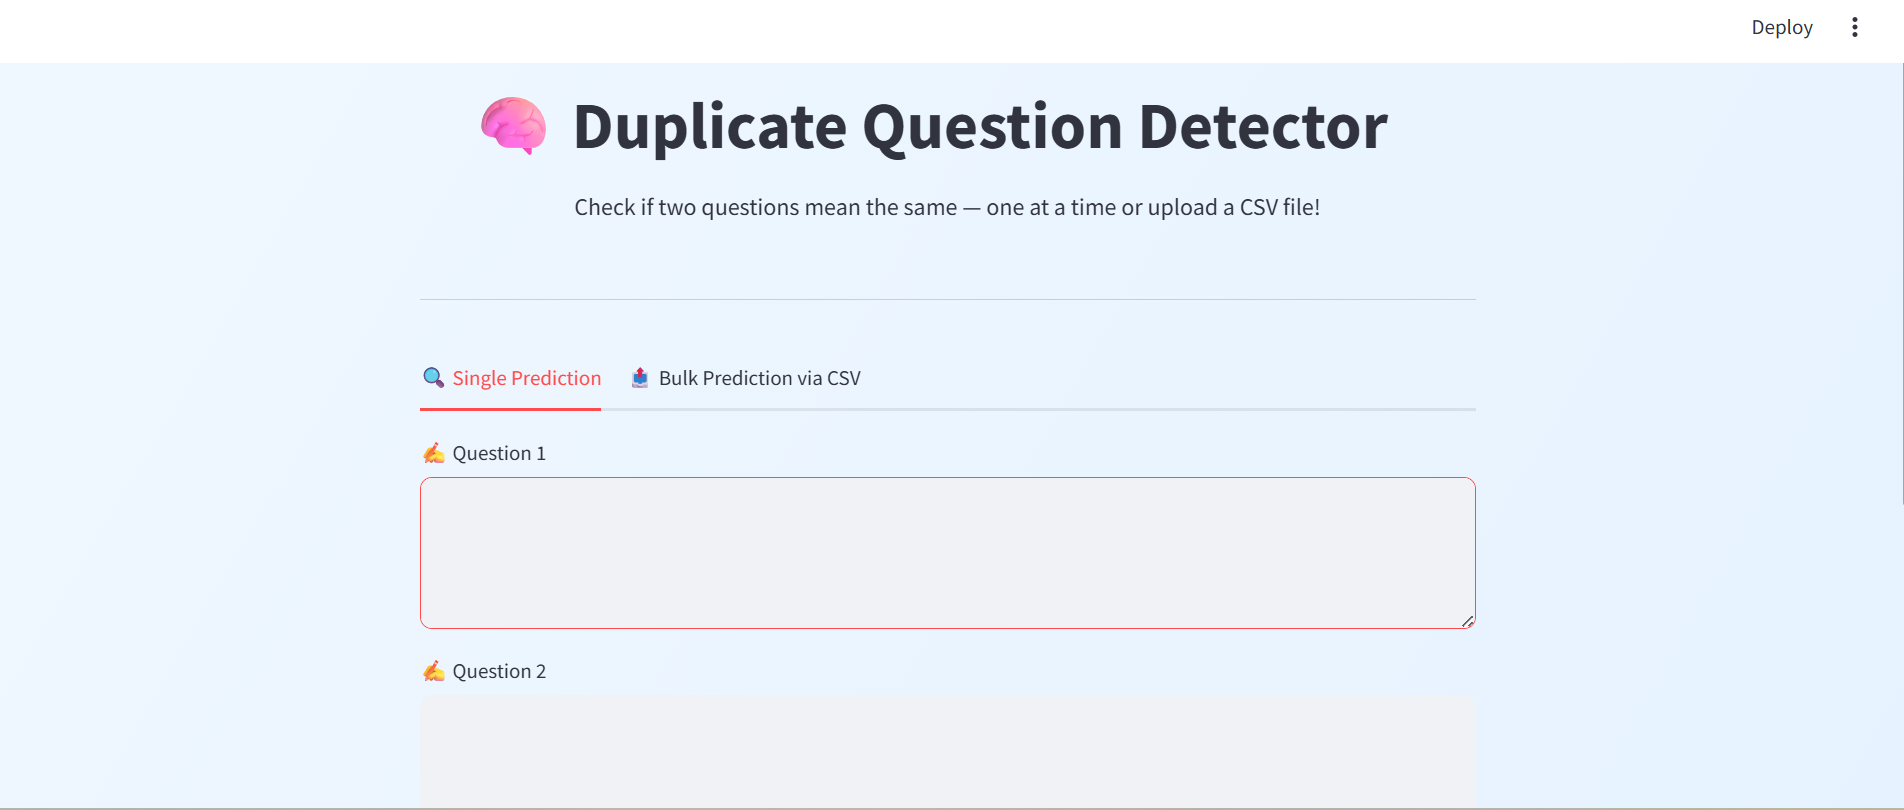 Deploy
Duplicate Question Detector
Check if two questions mean the same — one at a time or upload a CSV file!
Single Prediction
Bulk Prediction via CSV
Question 1
Question 2